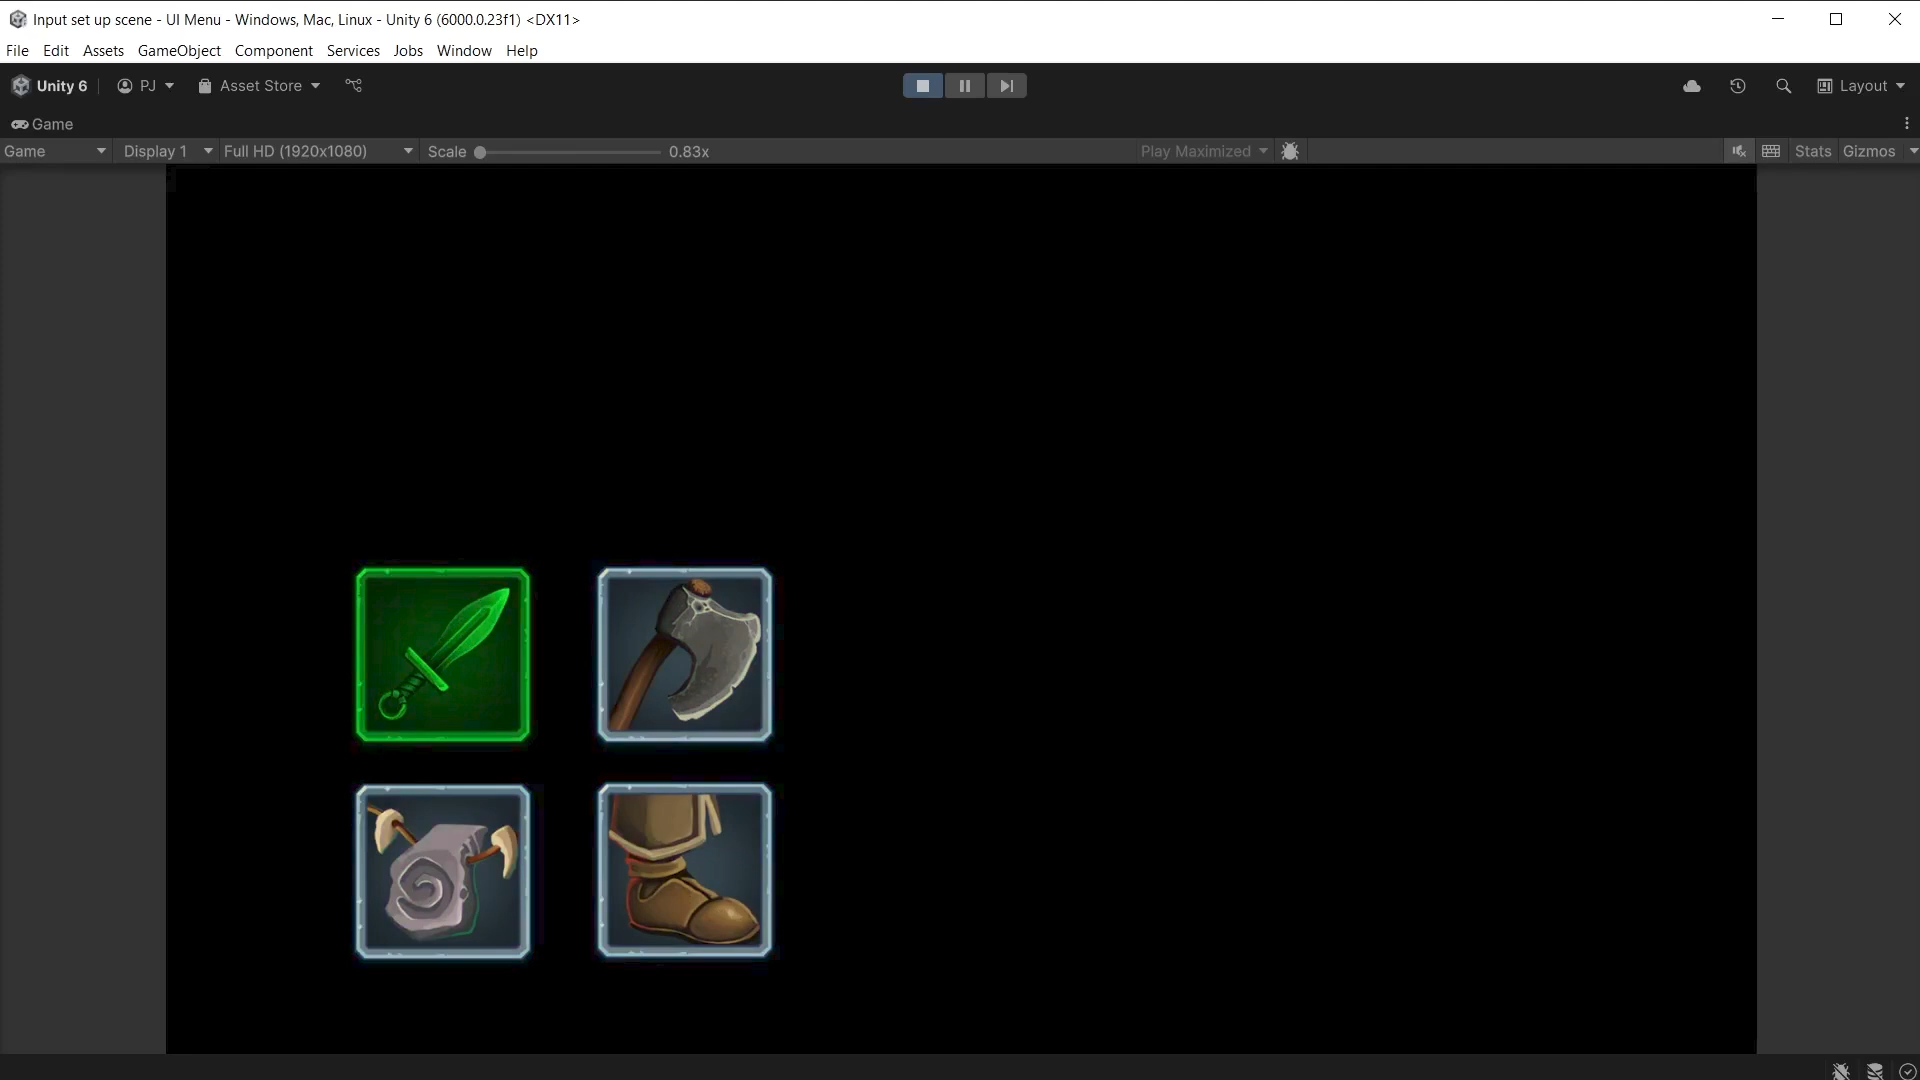 Input set up scene - UI Menu - Windows, Mac, Linux - Unity 6 (6000.0.23f1) <DX11>
File Edit Assets GameObject Component Services Jobs Window Help
Unity 6 PJ Asset Store Layout
Game
Game Display 1 Full HD (1920x1080) Scale 0.83x Play Maximized Stats Gizmos